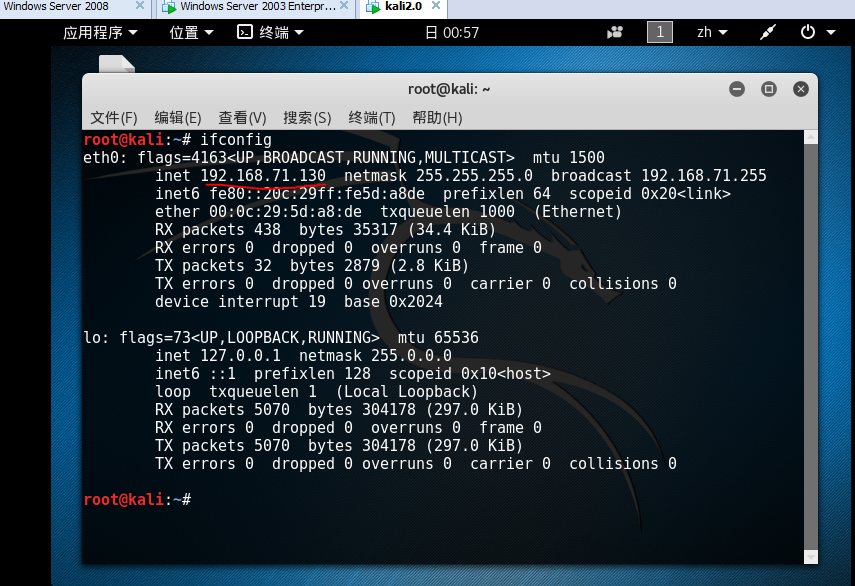 Windows Server 2008 Windows Server 2003 Enterpr... kali2.0
应用程序 位置 终端 日 00:57 1 zh
root@kali: ~
文件(F) 编辑(E) 查看(V) 搜索(S) 终端(T) 帮助(H)
root@kali:~# ifconfig
eth0: flags=4163<UP,BROADCAST,RUNNING,MULTICAST>  mtu 1500
        inet 192.168.71.130  netmask 255.255.255.0  broadcast 192.168.71.255
        inet6 fe80::20c:29ff:fe5d:a8de  prefixlen 64  scopeid 0x20<link>
        ether 00:0c:29:5d:a8:de  txqueuelen 1000  (Ethernet)
        RX packets 438  bytes 35317 (34.4 KiB)
        RX errors 0  dropped 0  overruns 0  frame 0
        TX packets 32  bytes 2879 (2.8 KiB)
        TX errors 0  dropped 0 overruns 0  carrier 0  collisions 0
        device interrupt 19  base 0x2024
lo: flags=73<UP,LOOPBACK,RUNNING>  mtu 65536
        inet 127.0.0.1  netmask 255.0.0.0
        inet6 ::1  prefixlen 128  scopeid 0x10<host>
        loop  txqueuelen 1  (Local Loopback)
        RX packets 5070  bytes 304178 (297.0 KiB)
        RX errors 0  dropped 0  overruns 0  frame 0
        TX packets 5070  bytes 304178 (297.0 KiB)
        TX errors 0  dropped 0 overruns 0  carrier 0  collisions 0
root@kali:~#